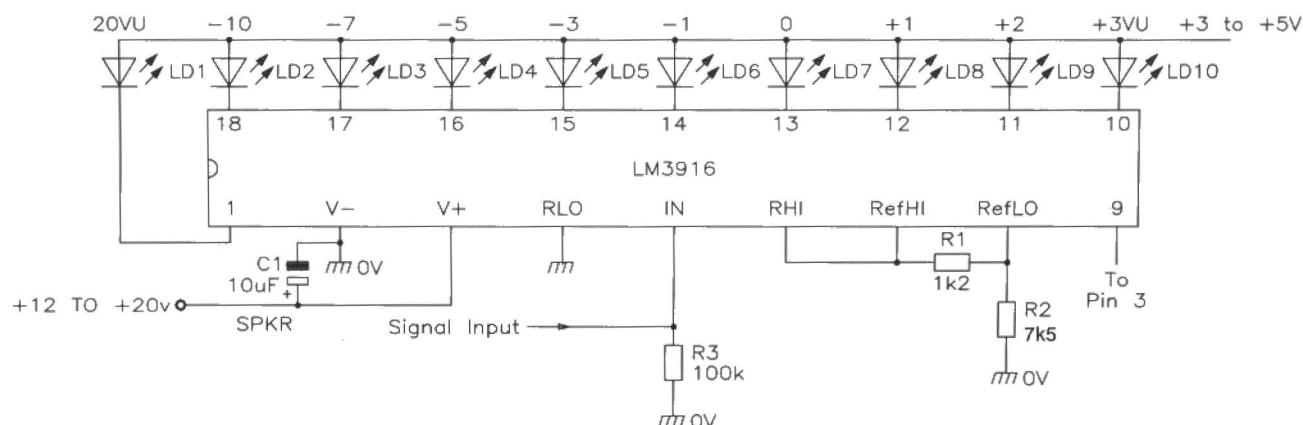 20VU -10 -7 -5 -3 -1 0 +1 +2 +3VU +3 to +5V
LD1 LD2 LD3 LD4 LD5 LD6 LD7 LD8 LD9 LD10
18 17 16 15 14 13 12 11 10
LM3916
1 V- V+ RLO IN RHI RefHI RefLO 9
R1
C1 0V
10uF 1k2 To
+ Pin 3
+12 TO +20v
SPKR Signal Input R2
7k5
R3
100k 0V
0V